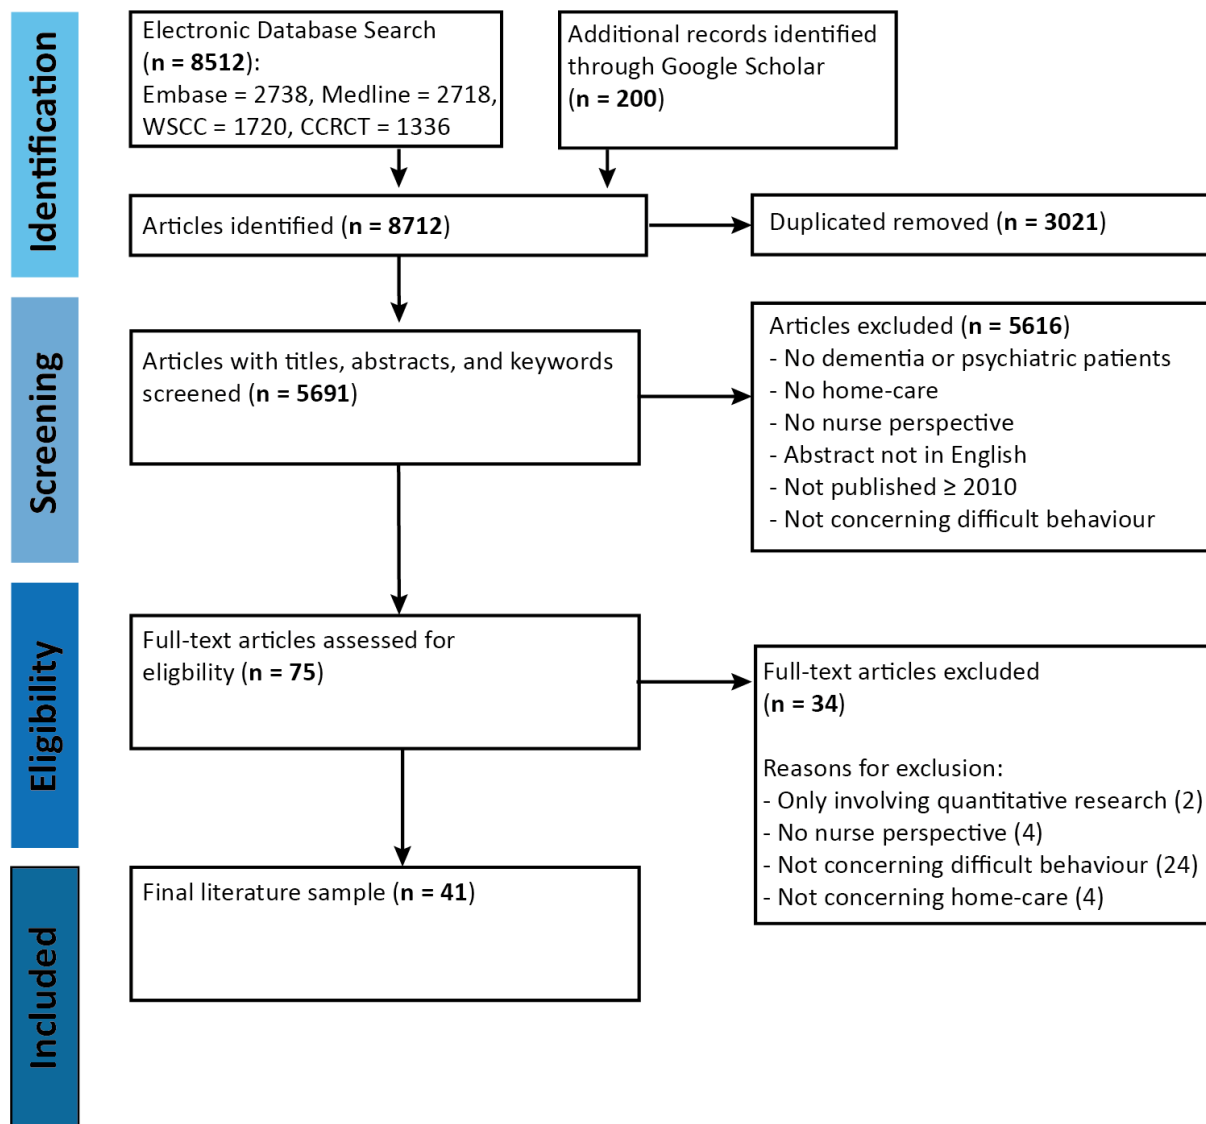 Identification
Electronic Database Search
(n = 8512):
Embase = 2738, Medline = 2718,
WSCC = 1720, CCRCT = 1336
Additional records identified
through Google Scholar
(n = 200)
Articles identified (n = 8712)
Duplicated removed (n = 3021)
Screening
Articles with titles, abstracts, and keywords
screened (n = 5691)
Articles excluded (n = 5616)
- No dementia or psychiatric patients
- No home-care
- No nurse perspective
- Abstract not in English
- Not published ≥ 2010
- Not concerning difficult behaviour
Eligibility
Full-text articles assessed for
eligbility (n = 75)
Full-text articles excluded
(n = 34)
Reasons for exclusion:
- Only involving quantitative research (2)
- No nurse perspective (4)
- Not concerning difficult behaviour (24)
- Not concerning home-care (4)
Included
Final literature sample (n = 41)